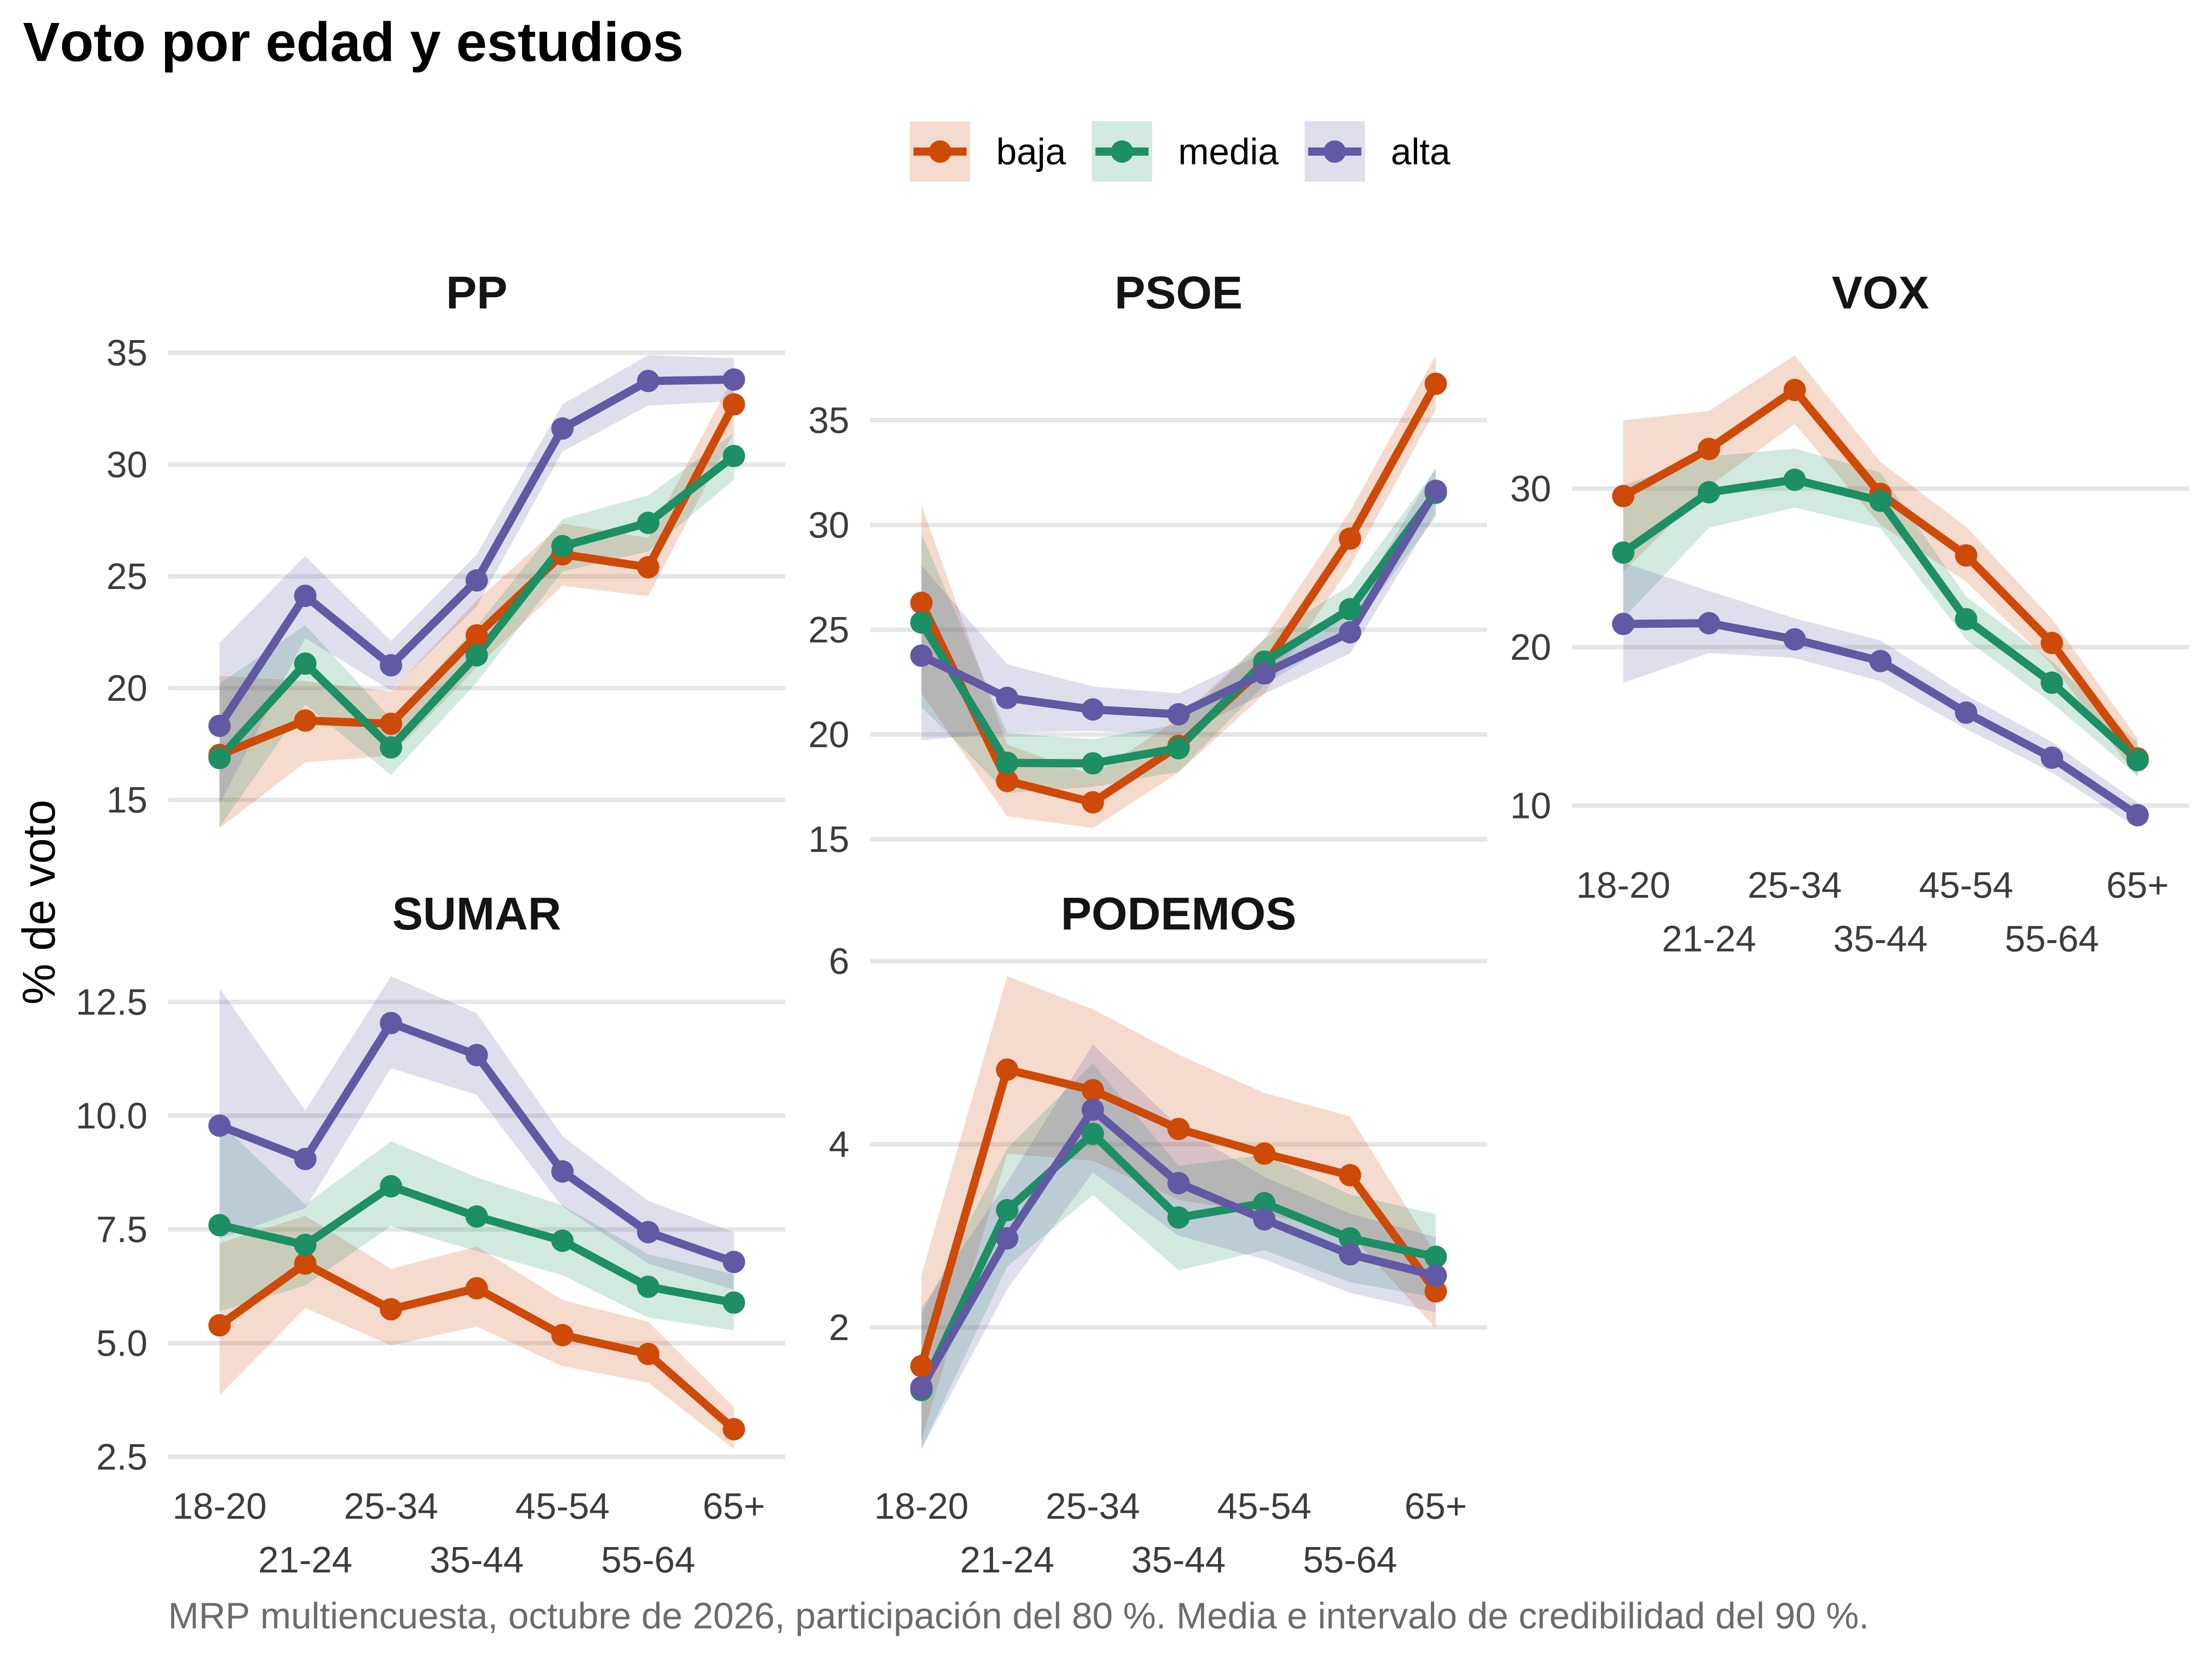 Voto por edad y estudios
baja media alta
PP
PSOE
VOX
35
30
25
20
15
35
30
25
20
15
30
20
10
18-20 25-34 45-54 65+
21-24 35-44 55-64
% de voto
SUMAR
PODEMOS
12.5
10.0
7.5
5.0
2.5
6
4
2
18-20 25-34 45-54 65+
21-24 35-44 55-64
18-20 25-34 45-54 65+
21-24 35-44 55-64
MRP multiencuesta, octubre de 2026, participación del 80 %. Media e intervalo de credibilidad del 90 %.